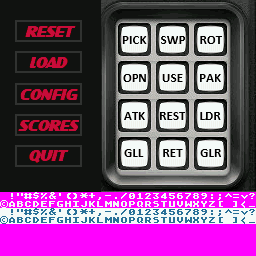 RESET
LOAD
CONFIG
SCORES
QUIT
PICK SWP ROT
OPN USE PAK
ATK REST LDR
GLL RET GLR
!"#$%&'()*+,-./0123456789:;^=v?
©ABCDEFGHIJKLMNOPQRSTUVWXYZ[ ](-
!"#$%&'()*+,-./0123456789:;^=v?
©ABCDEFGHIJKLMNOPQRSTUVWXYZ[ ](-